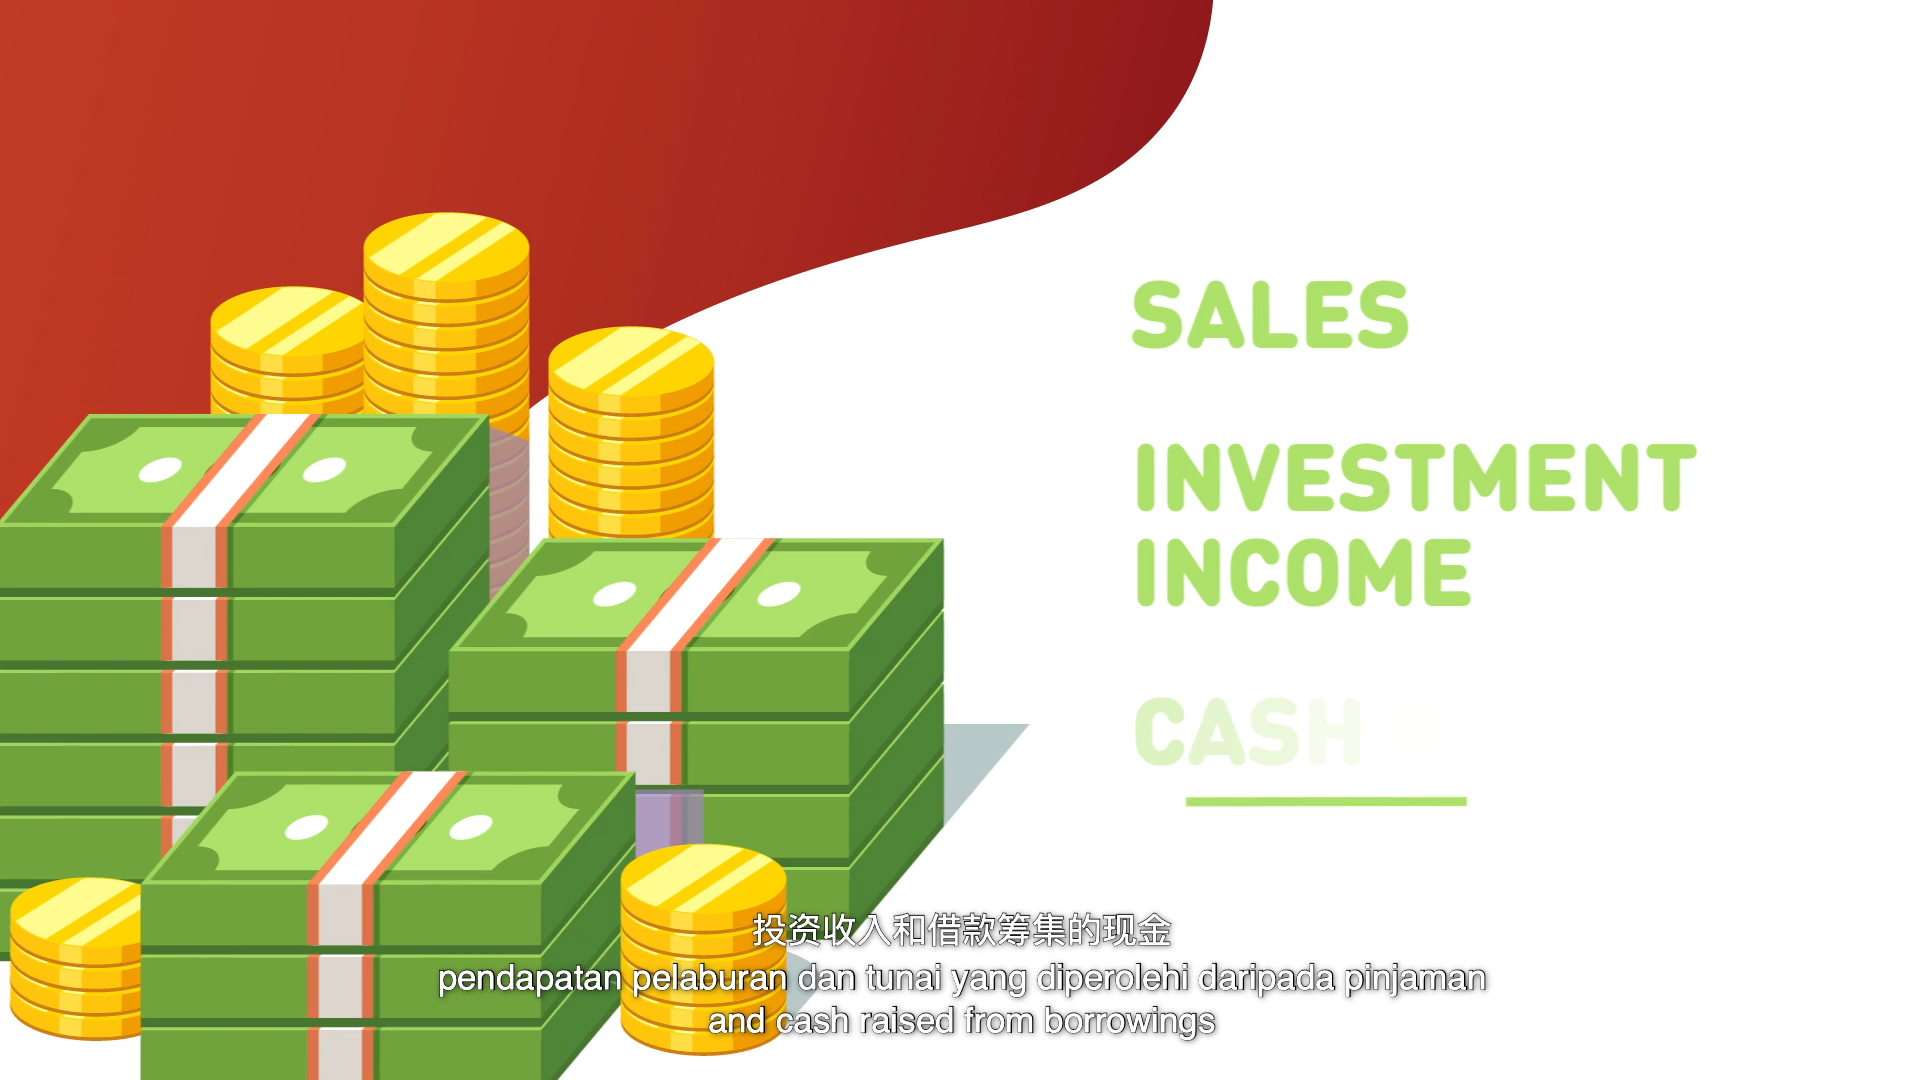 SALES
INVESTMENT
INCOME
CASH R
投资收入和借款筹集的现金
pendapatan pelaburan dan tunai yang diperolehi daripada pinjaman
and cash raised from borrowings